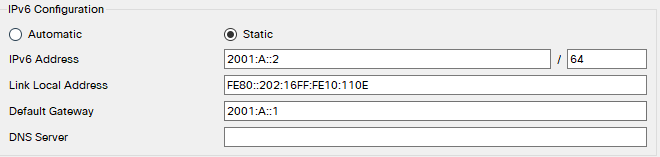 IPv6 Configuration
Automatic Static
IPv6 Address 2001:A::2 / 64
Link Local Address FE80::202:16FF:FE10:110E
Default Gateway 2001:A::1
DNS Server